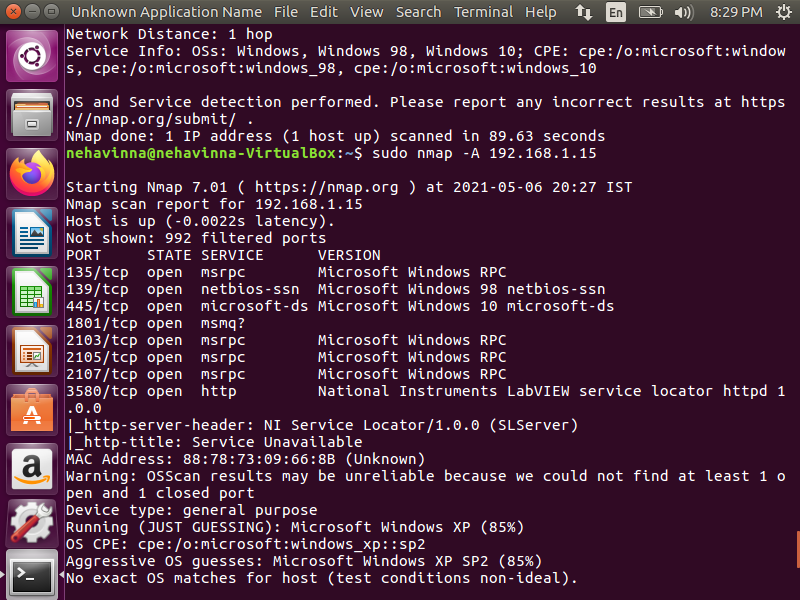 Unknown Application Name File Edit View Search Terminal Help En 8:29 PM
Network Distance: 1 hop
Service Info: OSs: Windows, Windows 98, Windows 10; CPE: cpe:/o:microsoft:window
s, cpe:/o:microsoft:windows_98, cpe:/o:microsoft:windows_10
OS and Service detection performed. Please report any incorrect results at https
://nmap.org/submit/ .
Nmap done: 1 IP address (1 host up) scanned in 89.63 seconds
nehavinna@nehavinna-VirtualBox:~$ sudo nmap -A 192.168.1.15
Starting Nmap 7.01 ( https://nmap.org ) at 2021-05-06 20:27 IST
Nmap scan report for 192.168.1.15
Host is up (-0.0022s latency).
Not shown: 992 filtered ports
PORT     STATE SERVICE      VERSION
135/tcp  open  msrpc        Microsoft Windows RPC
139/tcp  open  netbios-ssn  Microsoft Windows 98 netbios-ssn
445/tcp  open  microsoft-ds Microsoft Windows 10 microsoft-ds
1801/tcp open  msmq?
2103/tcp open  msrpc        Microsoft Windows RPC
2105/tcp open  msrpc        Microsoft Windows RPC
2107/tcp open  msrpc        Microsoft Windows RPC
3580/tcp open  http         National Instruments LabVIEW service locator httpd 1
.0.0
|_http-server-header: NI Service Locator/1.0.0 (SLServer)
|_http-title: Service Unavailable
MAC Address: 88:78:73:09:66:8B (Unknown)
Warning: OSScan results may be unreliable because we could not find at least 1 o
pen and 1 closed port
Device type: general purpose
Running (JUST GUESSING): Microsoft Windows XP (85%)
OS CPE: cpe:/o:microsoft:windows_xp::sp2
Aggressive OS guesses: Microsoft Windows XP SP2 (85%)
No exact OS matches for host (test conditions non-ideal).